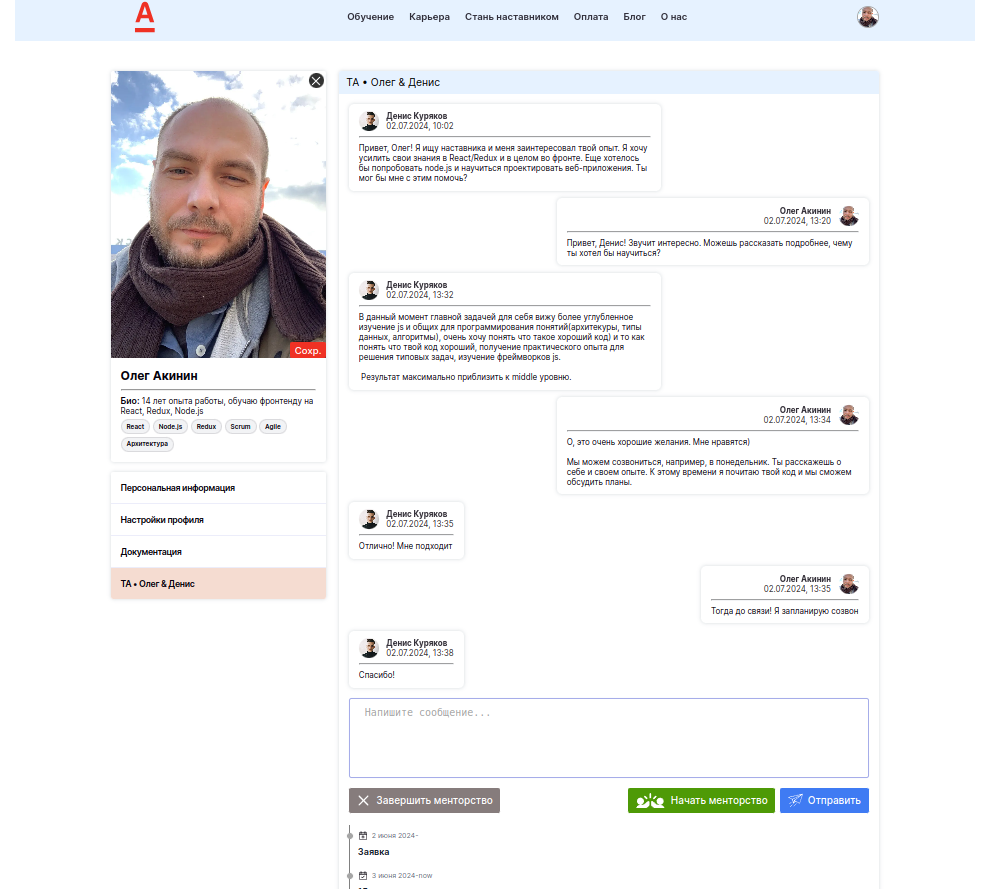 А
Обучение Карьера Стань наставником Оплата Блог О нас
Сохр.
Олег Акинин
Био: 14 лет опыта работы, обучаю фронтенду на
React, Redux, Node.js
React Node.js Redux Scrum Agile
Архитектура
Персональная информация
Настройки профиля
Документация
ТА • Олег & Денис
ТА • Олег & Денис
Денис Куряков
02.07.2024, 10:02
Привет, Олег! Я ищу наставника и меня заинтересовал твой опыт. Я хочу
усилить свои знания в React/Redux и в целом во фронте. Еще хотелось
бы попробовать node.js и научиться проектировать веб-приложения. Ты
мог бы мне с этим помочь?
Олег Акинин
02.07.2024, 13:20
Привет, Денис! Звучит интересно. Можешь рассказать подробнее, чему
ты хотел бы научиться?
Денис Куряков
02.07.2024, 13:32
В данный момент главной задачей для себя вижу более углубленное
изучение js и общих для программирования понятий(архитекуры, типы
данных, алгоритмы), очень хочу понять что такое хороший код) и то как
понять что твой код хороший, получение практического опыта для
решения типовых задач, изучение фреймворков js.
Результат максимально приблизить к middle уровню.
Олег Акинин
02.07.2024, 13:34
О, это очень хорошие желания. Мне нравятся)
Мы можем созвониться, например, в понедельник. Ты расскажешь о
себе и своем опыте. К этому времени я почитаю твой код и мы сможем
обсудить планы.
Денис Куряков
02.07.2024, 13:35
Отлично! Мне подходит
Олег Акинин
02.07.2024, 13:35
Тогда до связи! Я запланирую созвон
Денис Куряков
02.07.2024, 13:38
Спасибо!
Напишите сообщение...
Завершить менторство Начать менторство Отправить
2 июня 2024-
Заявка
3 июня 2024-now